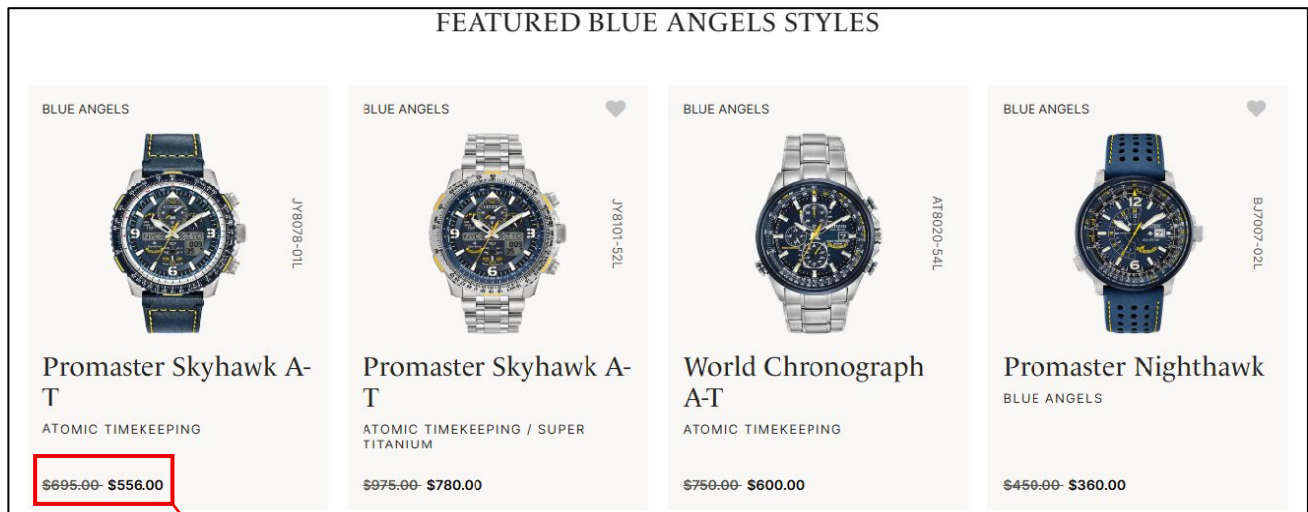 FEATURED BLUE ANGELS STYLES
BLUE ANGELS
JY8078-01L
Promaster Skyhawk A-
T
ATOMIC TIMEKEEPING
$695.00 $556.00
BLUE ANGELS
JY8101-52L
Promaster Skyhawk A-
T
ATOMIC TIMEKEEPING / SUPER
TITANIUM
$975.00 $780.00
BLUE ANGELS
AT8020-54L
World Chronograph
A-T
ATOMIC TIMEKEEPING
$750.00 $600.00
BLUE ANGELS
BJ7007-02L
Promaster Nighthawk
BLUE ANGELS
$450.00 $360.00